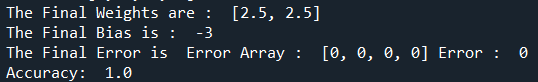 The Final Weights are :  [2.5, 2.5]
The Final Bias is :  -3
The Final Error is  Error Array :  [0, 0, 0, 0] Error :  0
Accuracy:  1.0